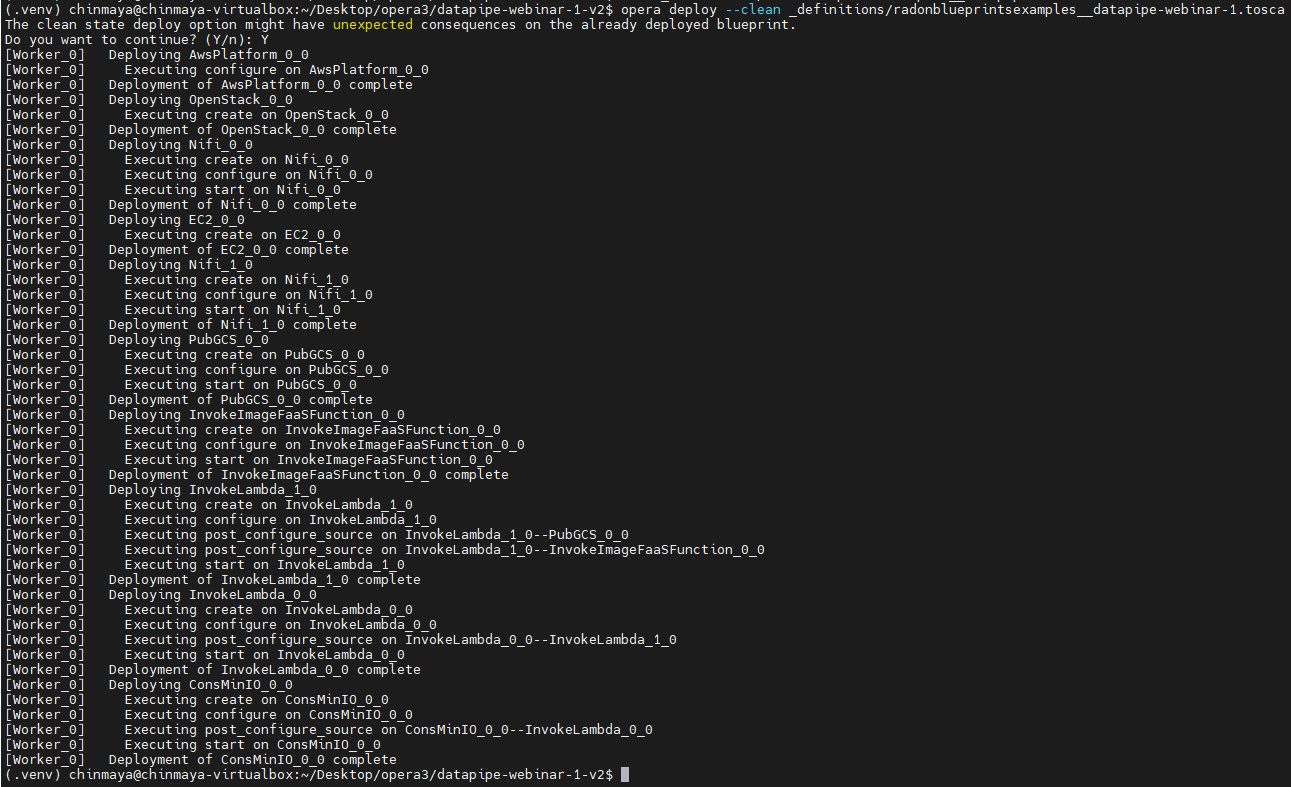 (.venv) chinmaya@chinmaya-virtualbox:~/Desktop/opera3/datapipe-webinar-1-v2$ opera deploy --clean _definitions/radonblueprintsexamples__datapipe-webinar-1.tosca
The clean state deploy option might have unexpected consequences on the already deployed blueprint.
Do you want to continue? (Y/n): Y
[Worker_0]   Deploying AwsPlatform_0_0
[Worker_0]     Executing configure on AwsPlatform_0_0
[Worker_0]   Deployment of AwsPlatform_0_0 complete
[Worker_0]   Deploying OpenStack_0_0
[Worker_0]     Executing create on OpenStack_0_0
[Worker_0]   Deployment of OpenStack_0_0 complete
[Worker_0]   Deploying Nifi_0_0
[Worker_0]     Executing create on Nifi_0_0
[Worker_0]     Executing configure on Nifi_0_0
[Worker_0]     Executing start on Nifi_0_0
[Worker_0]   Deployment of Nifi_0_0 complete
[Worker_0]   Deploying EC2_0_0
[Worker_0]     Executing create on EC2_0_0
[Worker_0]   Deployment of EC2_0_0 complete
[Worker_0]   Deploying Nifi_1_0
[Worker_0]     Executing create on Nifi_1_0
[Worker_0]     Executing configure on Nifi_1_0
[Worker_0]     Executing start on Nifi_1_0
[Worker_0]   Deployment of Nifi_1_0 complete
[Worker_0]   Deploying PubGCS_0_0
[Worker_0]     Executing create on PubGCS_0_0
[Worker_0]     Executing configure on PubGCS_0_0
[Worker_0]     Executing start on PubGCS_0_0
[Worker_0]   Deployment of PubGCS_0_0 complete
[Worker_0]   Deploying InvokeImageFaaSFunction_0_0
[Worker_0]     Executing create on InvokeImageFaaSFunction_0_0
[Worker_0]     Executing configure on InvokeImageFaaSFunction_0_0
[Worker_0]     Executing start on InvokeImageFaaSFunction_0_0
[Worker_0]   Deployment of InvokeImageFaaSFunction_0_0 complete
[Worker_0]   Deploying InvokeLambda_1_0
[Worker_0]     Executing create on InvokeLambda_1_0
[Worker_0]     Executing configure on InvokeLambda_1_0
[Worker_0]     Executing post_configure_source on InvokeLambda_1_0--PubGCS_0_0
[Worker_0]     Executing post_configure_source on InvokeLambda_1_0--InvokeImageFaaSFunction_0_0
[Worker_0]     Executing start on InvokeLambda_1_0
[Worker_0]   Deployment of InvokeLambda_1_0 complete
[Worker_0]   Deploying InvokeLambda_0_0
[Worker_0]     Executing create on InvokeLambda_0_0
[Worker_0]     Executing configure on InvokeLambda_0_0
[Worker_0]     Executing post_configure_source on InvokeLambda_0_0--InvokeLambda_1_0
[Worker_0]     Executing start on InvokeLambda_0_0
[Worker_0]   Deployment of InvokeLambda_0_0 complete
[Worker_0]   Deploying ConsMinIO_0_0
[Worker_0]     Executing create on ConsMinIO_0_0
[Worker_0]     Executing configure on ConsMinIO_0_0
[Worker_0]     Executing post_configure_source on ConsMinIO_0_0--InvokeLambda_0_0
[Worker_0]     Executing start on ConsMinIO_0_0
[Worker_0]   Deployment of ConsMinIO_0_0 complete
(.venv) chinmaya@chinmaya-virtualbox:~/Desktop/opera3/datapipe-webinar-1-v2$